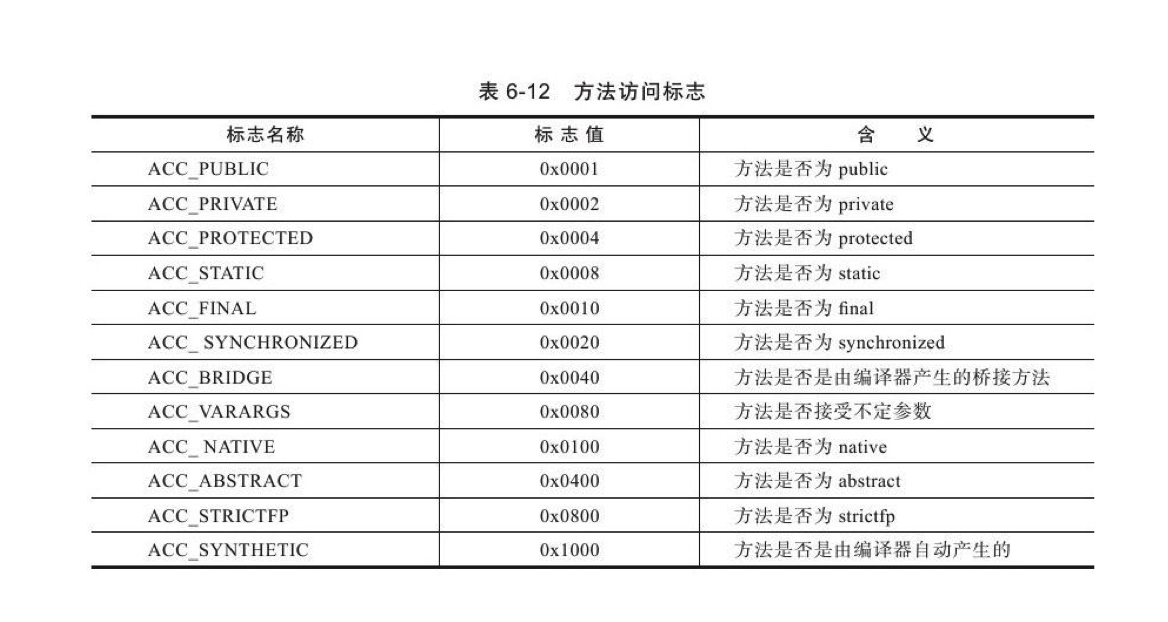 表 6-12 方法访问标志
标志名称 标 志 值 含 义
ACC_PUBLIC 0x0001 方法是否为 public
ACC_PRIVATE 0x0002 方法是否为 private
ACC_PROTECTED 0x0004 方法是否为 protected
ACC_STATIC 0x0008 方法是否为 static
ACC_FINAL 0x0010 方法是否为 final
ACC_ SYNCHRONIZED 0x0020 方法是否为 synchronized
ACC_BRIDGE 0x0040 方法是否是由编译器产生的桥接方法
ACC_VARARGS 0x0080 方法是否接受不定参数
ACC_ NATIVE 0x0100 方法是否为 native
ACC_ABSTRACT 0x0400 方法是否为 abstract
ACC_STRICTFP 0x0800 方法是否为 strictfp
ACC_SYNTHETIC 0x1000 方法是否是由编译器自动产生的